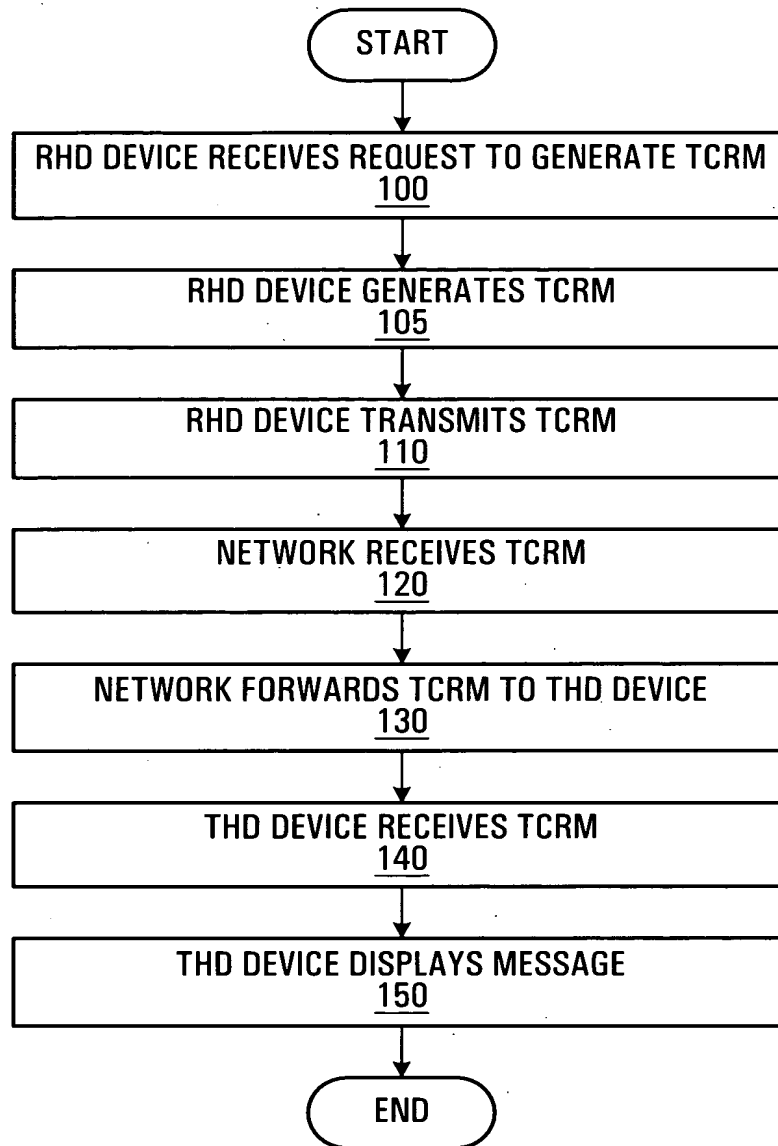 START
RHD DEVICE RECEIVES REQUEST TO GENERATE TCRM
100
RHD DEVICE GENERATES TCRM
105
RHD DEVICE TRANSMITS TCRM
110
NETWORK RECEIVES TCRM
120
NETWORK FORWARDS TCRM TO THD DEVICE
130
THD DEVICE RECEIVES TCRM
140
THD DEVICE DISPLAYS MESSAGE
150
END